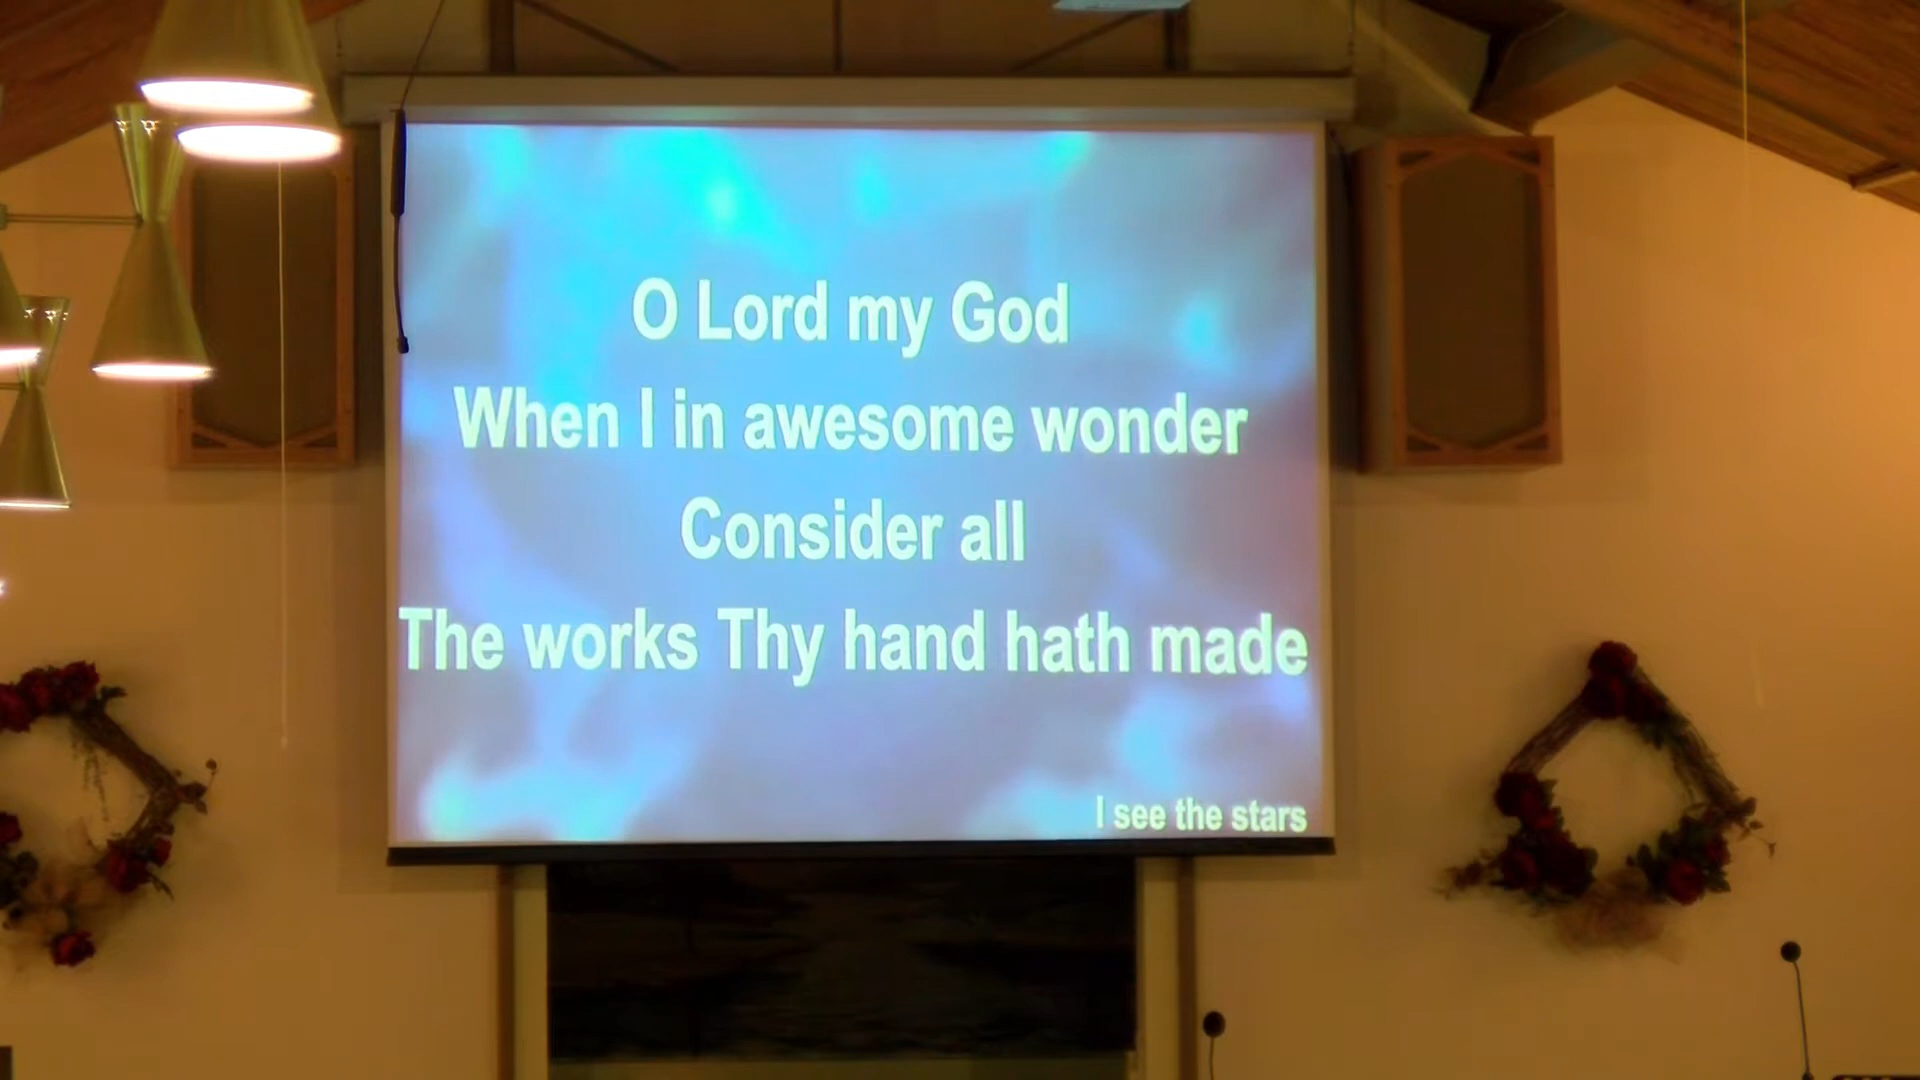 O Lord my God
When I in awesome wonder
Consider all
The works Thy hand hath made
I see the stars